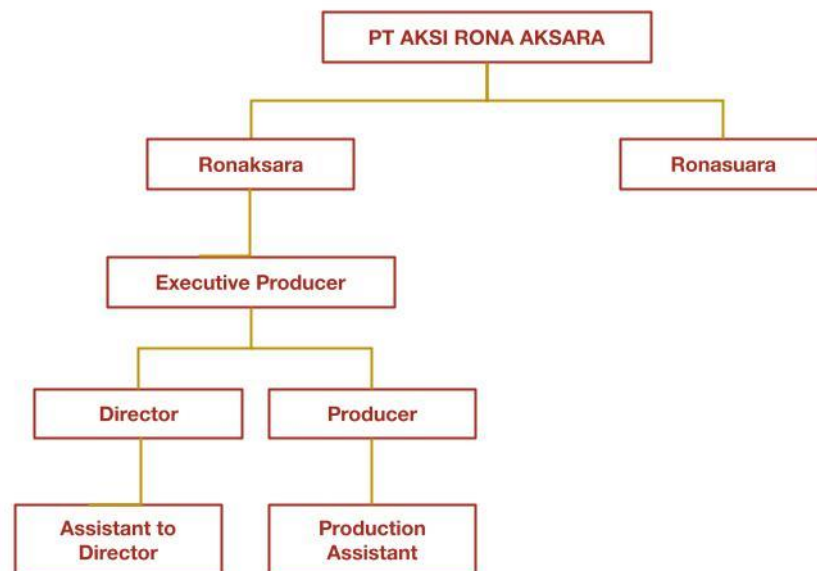 PT AKSI RONA AKSARA
Ronaksara
Ronasuara
Executive Producer
Director
Producer
Assistant to
Director
Production
Assistant